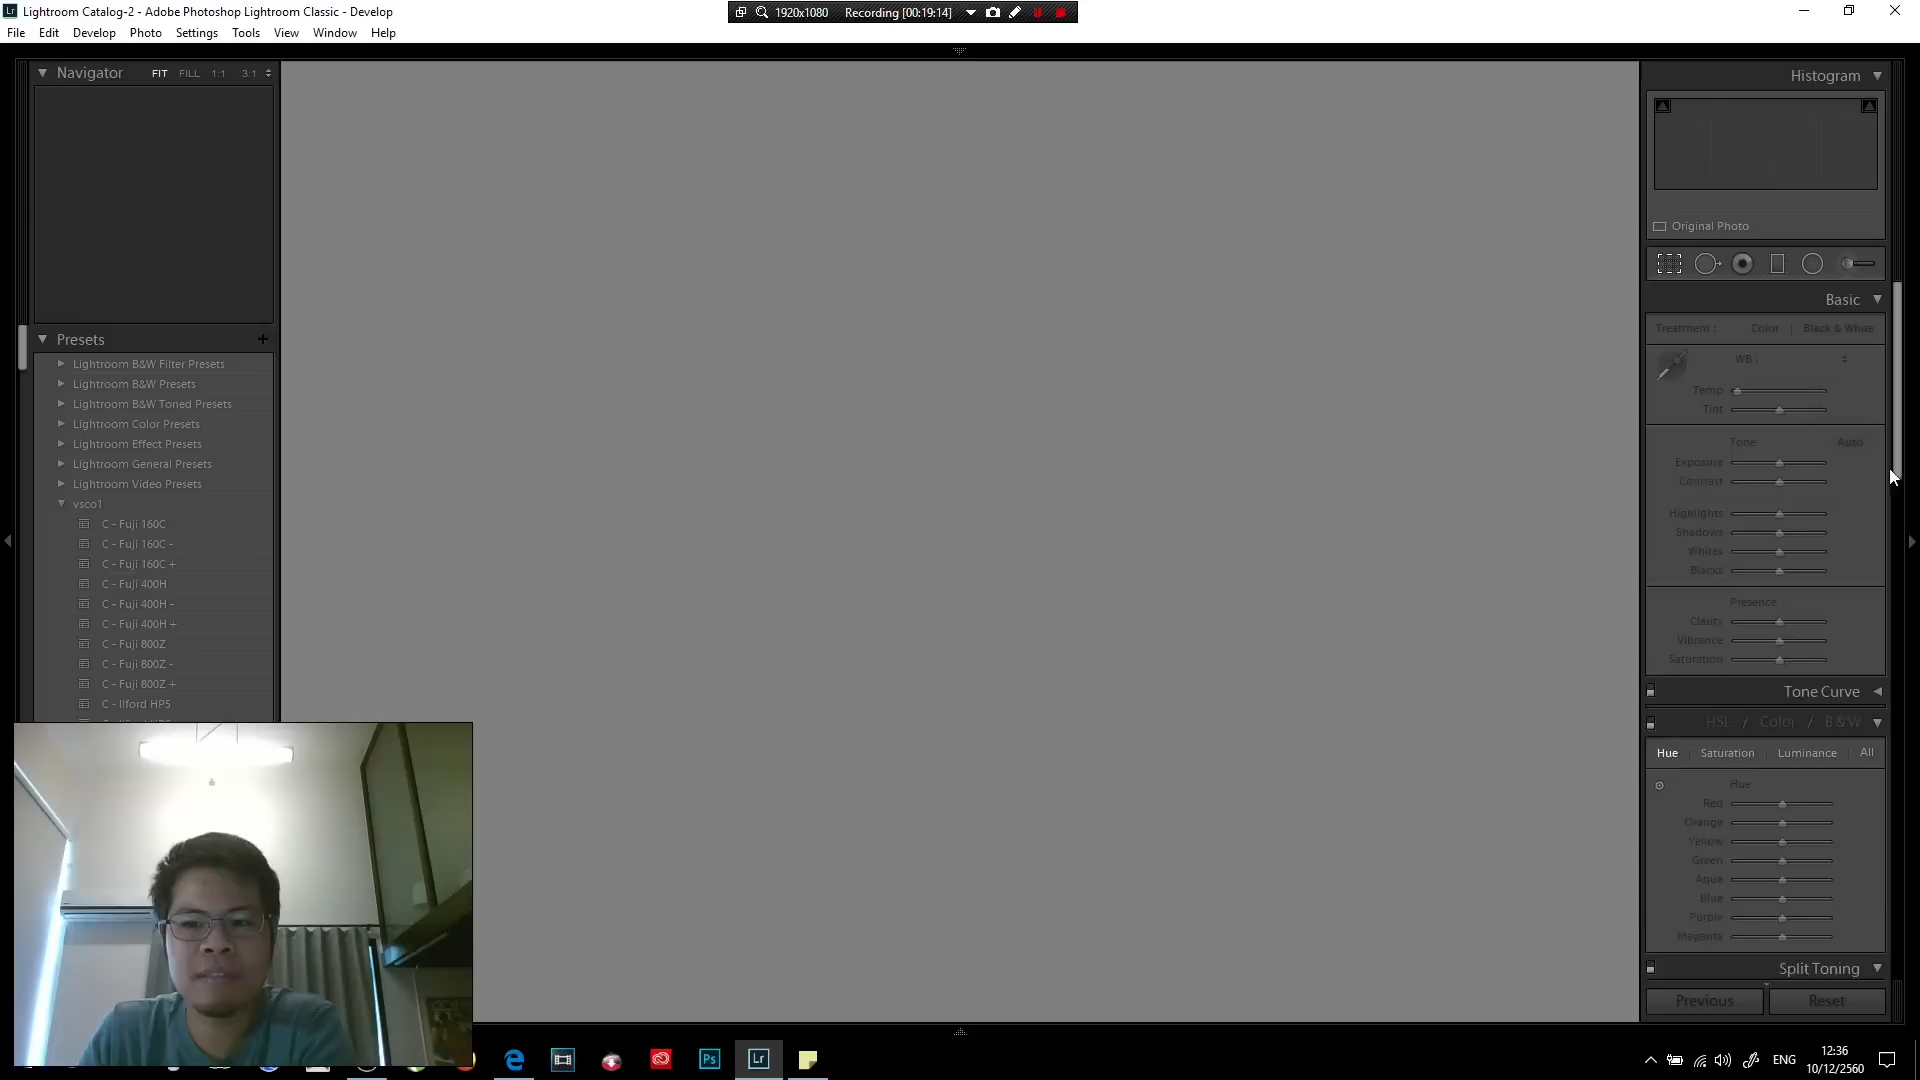 Lightroom Catalog-2 - Adobe Photoshop Lightroom Classic - Develop
1920x1080 Recording [00:19:14]
File Edit Develop Photo Settings Tools View Window Help
Navigator FIT FILL 1:1 3:1
Presets +
Lightroom B&W Filter Presets
Lightroom B&W Presets
Lightroom B&W Toned Presets
Lightroom Color Presets
Lightroom Effect Presets
Lightroom General Presets
Lightroom Video Presets
vsco1
C - Fuji 160C
C - Fuji 160C -
C - Fuji 160C +
C - Fuji 400H
C - Fuji 400H -
C - Fuji 400H +
C - Fuji 800Z
C - Fuji 800Z -
C - Fuji 800Z +
C - Ilford HP5
Histogram
Original Photo
Basic
Treatment : Color Black & White
WB :
Temp
Tint
Tone Auto
Exposure
Contrast
Highlights
Shadows
Whites
Blacks
Presence
Clarity
Vibrance
Saturation
Tone Curve
HSL / Color / B&W
Hue Saturation Luminance All
Hue
Red
Orange
Yellow
Green
Aqua
Blue
Purple
Magenta
Split Toning
Previous Reset
Ps Lr
ENG 12:36
10/12/2560